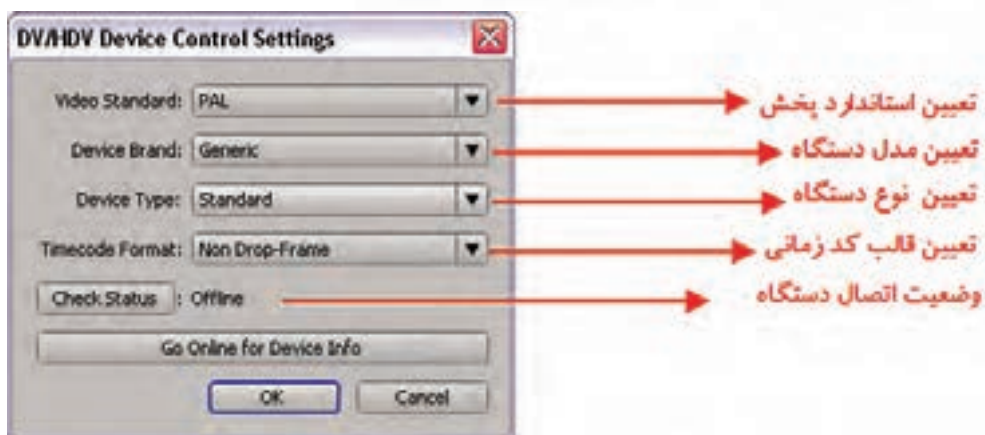 DV/HDV Device Control Settings
Video Standard: PAL
تعیین استاندارد پخش
Device Brand: Generic
تعیین مدل دستگاه
Device Type: Standard
تعیین نوع دستگاه
Timecode Format: Non Drop-Frame
تعیین قالب کد زمانی
Check Status : Offline
وضعیت اتصال دستگاه
Go Online for Device Info
OK Cancel